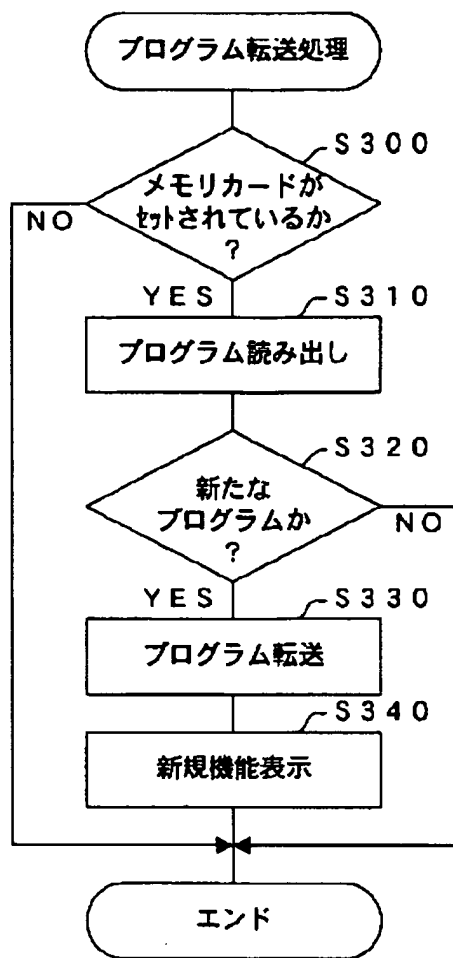 プログラム転送処理
S300
メモリカードが
ｾｯﾄされているか
?
NO
YES
S310
プログラム読み出し
S320
新たな
プログラムか
?
NO
YES
S330
プログラム転送
S340
新規機能表示
エンド